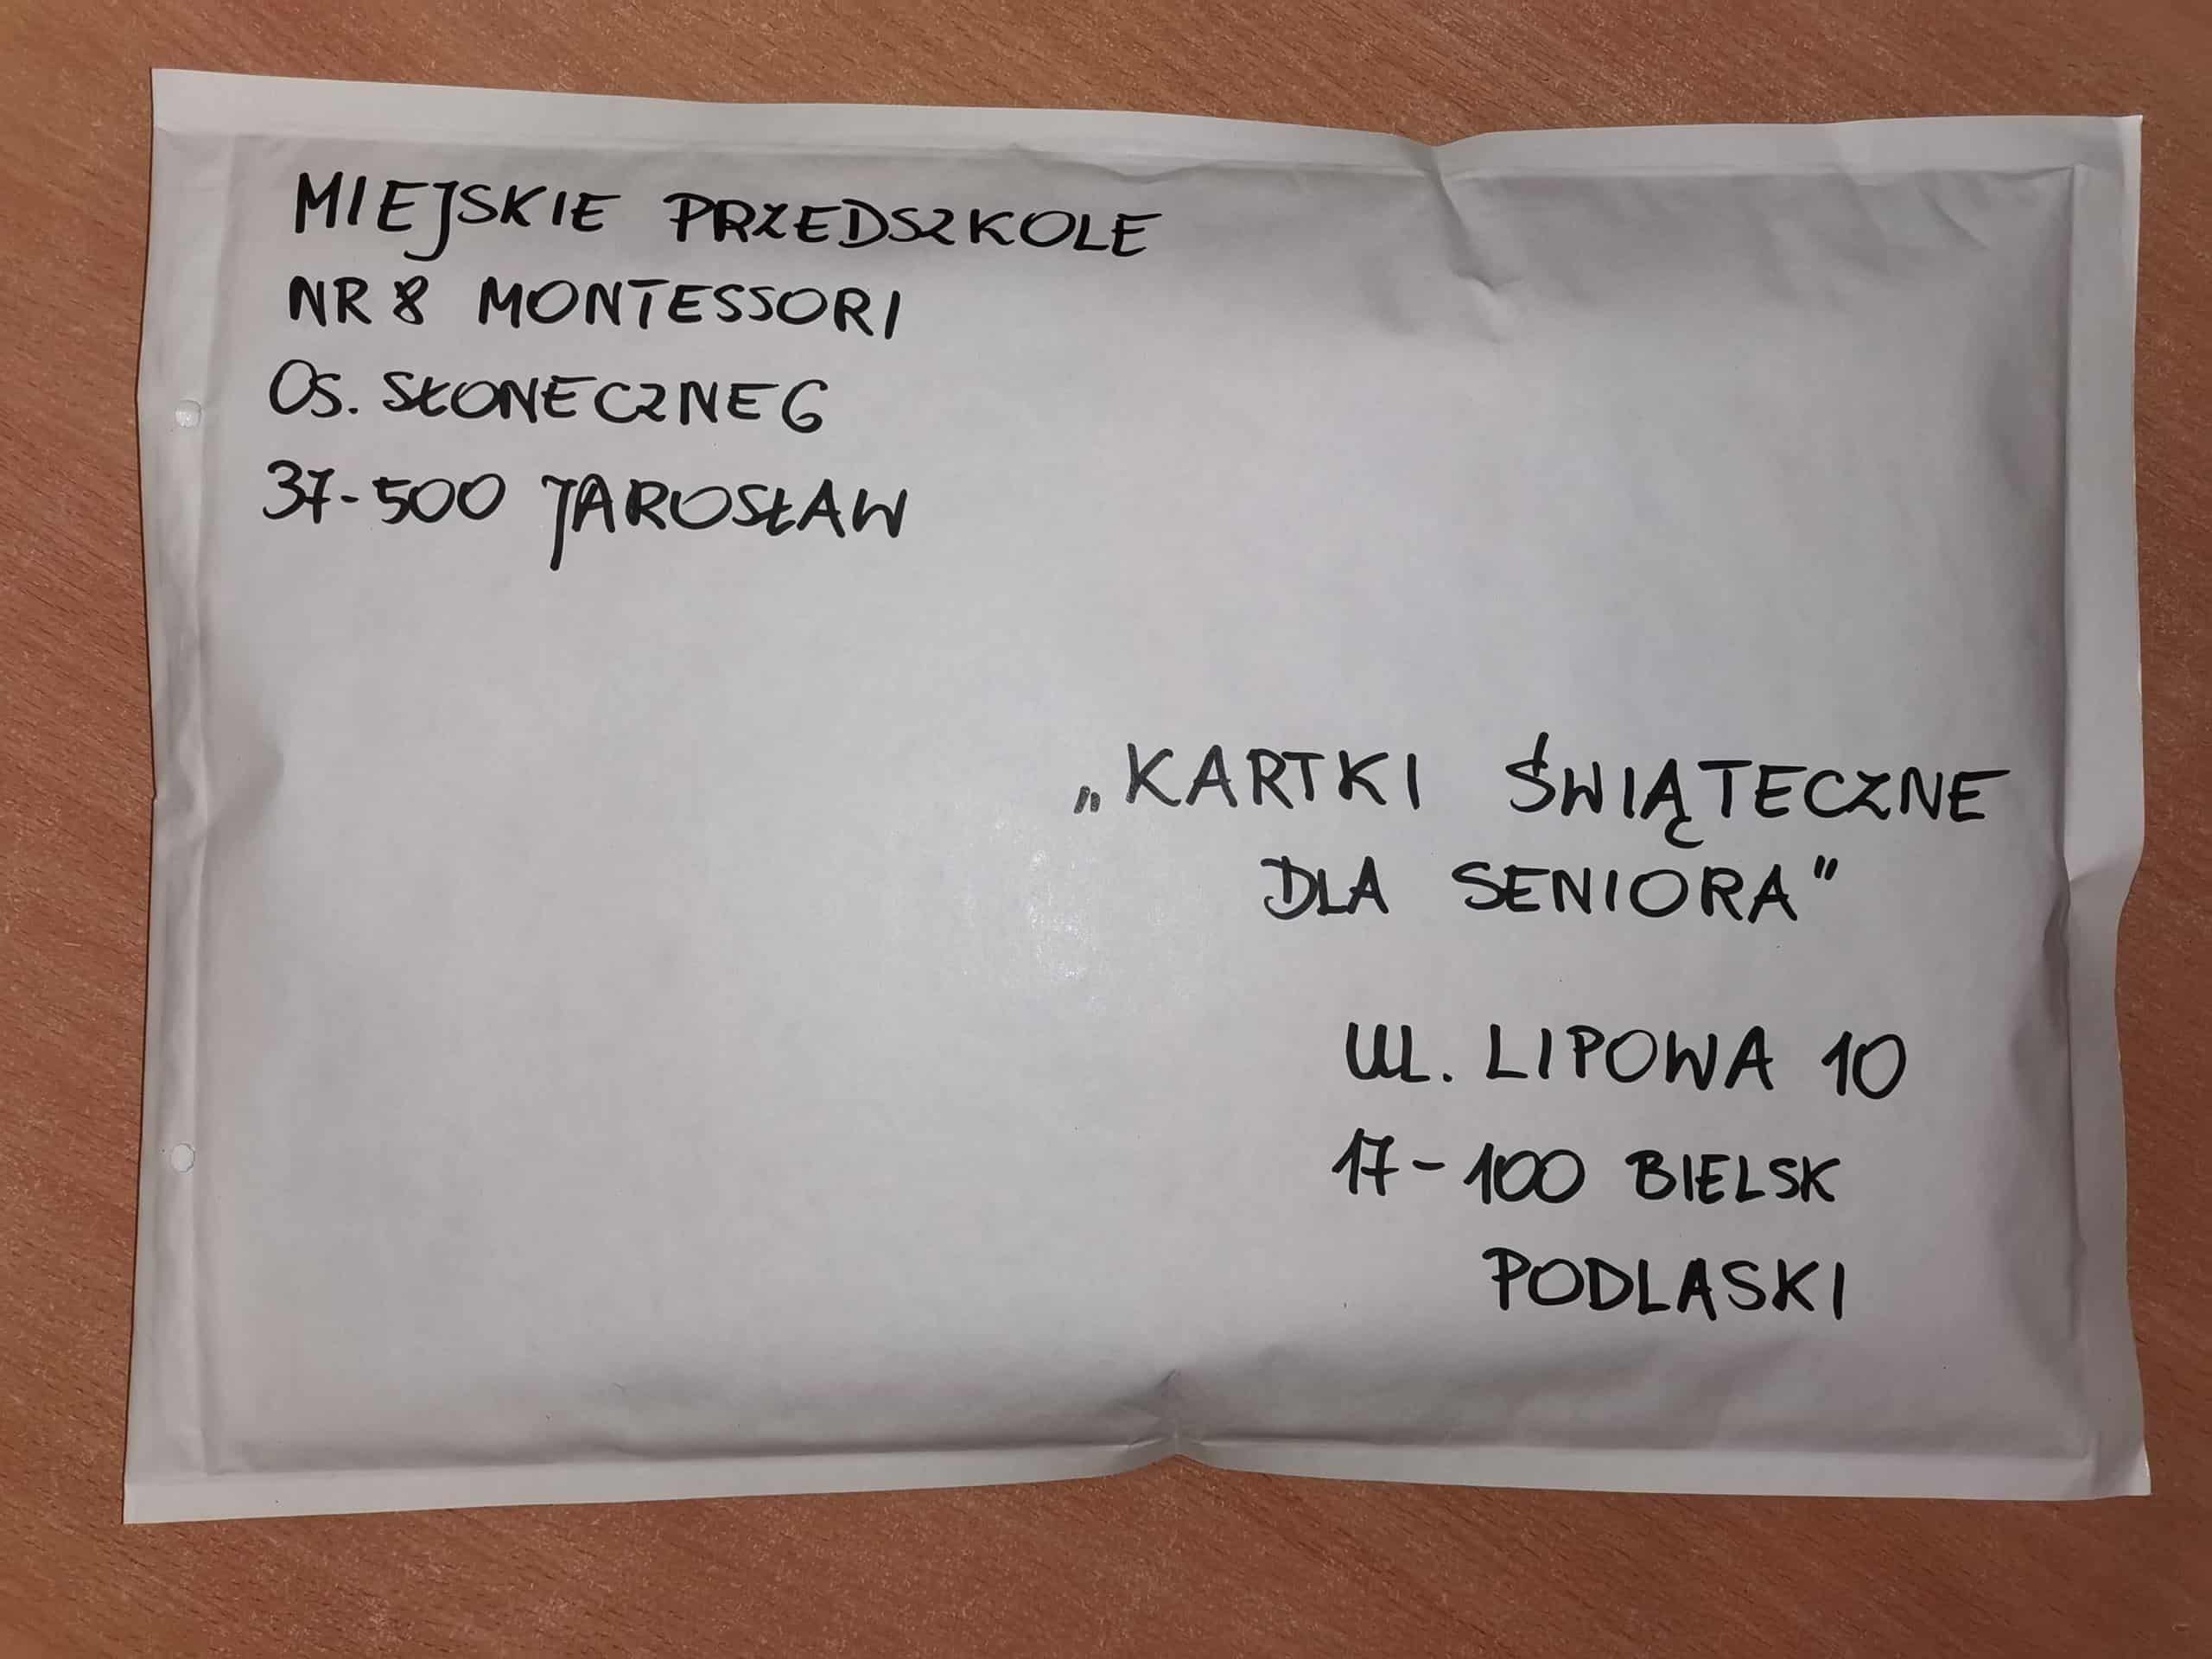 MIEJSKIE PRZEDSZKOLE
NR 8 MONTESSORI
OS. SŁONECZNE 6
37-500 JAROSŁAW
„KARTKI ŚWIĄTECZNE
DLA SENIORA”
UL. LIPOWA 10
17-100 BIELSK
PODLASKI